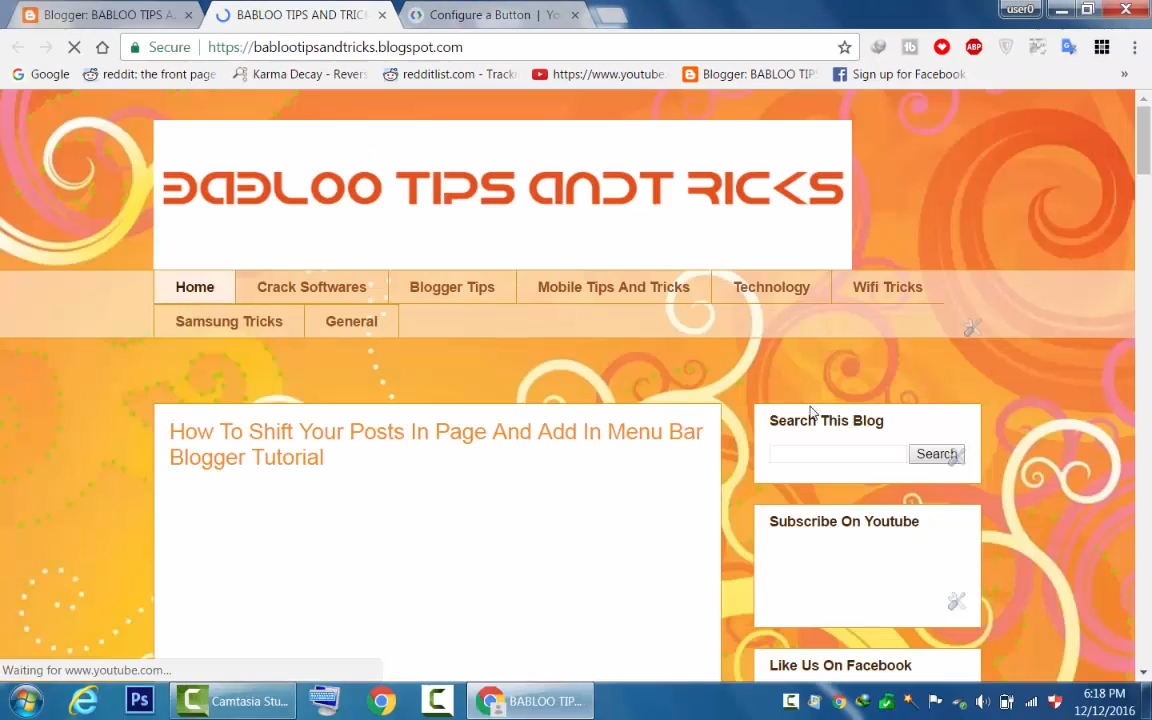 Blogger: BABLOO TIPS A
BABLOO TIPS AND TRIC
Configure a Button | Yo
user0
Secure
https://bablootipsandtricks.blogspot.com
ABP
Google
reddit: the front page
Karma Decay - Revers
redditlist.com - Track
https://www.youtube.
Blogger: BABLOO TIP
Sign up for Facebook
»
BABLOO TIPS ANDT RICKS
Home
Crack Softwares
Blogger Tips
Mobile Tips And Tricks
Technology
Wifi Tricks
Samsung Tricks
General
How To Shift Your Posts In Page And Add In Menu Bar
Blogger Tutorial
Search This Blog
Search
Subscribe On Youtube
Like Us On Facebook
Waiting for www.youtube.com...
Ps
Camtasia Stu...
BABLOO TIP...
6:18 PM
12/12/2016